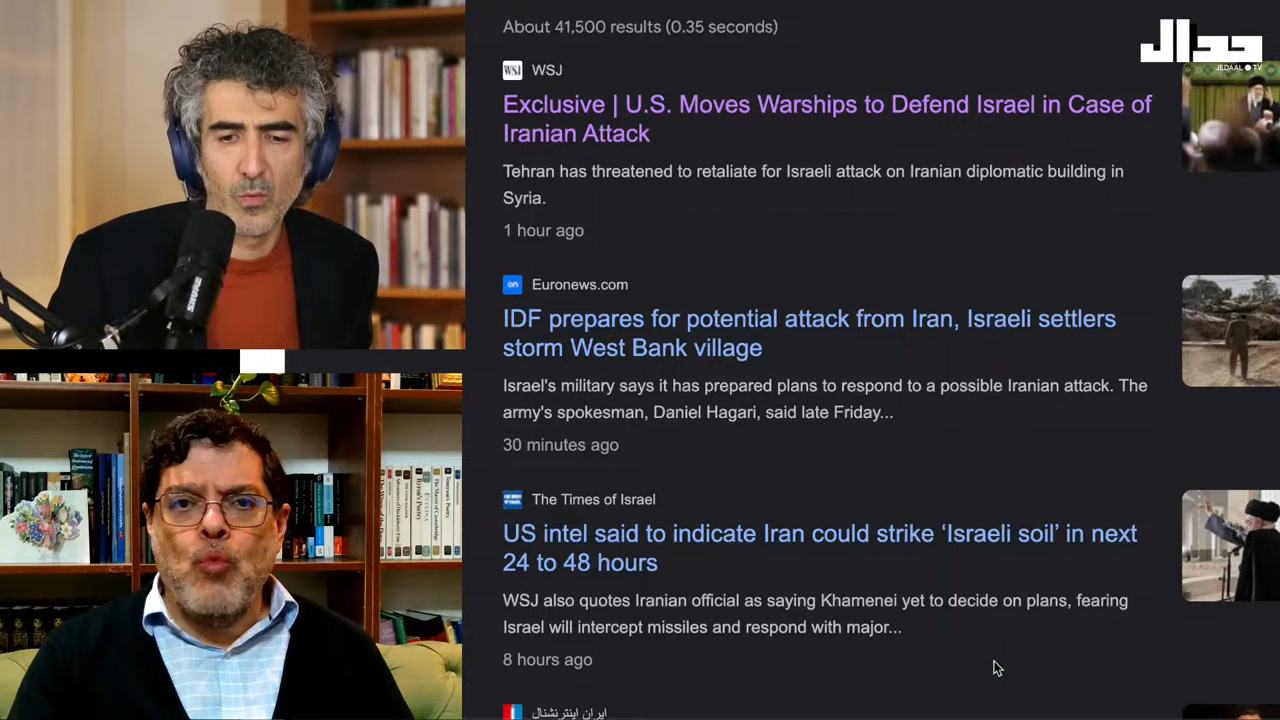 About 41,500 results (0.35 seconds)
جدال
JEDAAL TV
WSJ WSJ
Exclusive | U.S. Moves Warships to Defend Israel in Case of
Iranian Attack
Tehran has threatened to retaliate for Israeli attack on Iranian diplomatic building in
Syria.
1 hour ago
on Euronews.com
IDF prepares for potential attack from Iran, Israeli settlers
storm West Bank village
Israel's military says it has prepared plans to respond to a possible Iranian attack. The
army's spokesman, Daniel Hagari, said late Friday...
30 minutes ago
The Times of Israel
US intel said to indicate Iran could strike ‘Israeli soil’ in next
24 to 48 hours
WSJ also quotes Iranian official as saying Khamenei yet to decide on plans, fearing
Israel will intercept missiles and respond with major...
8 hours ago
ایران اینترنشنال
SHURE